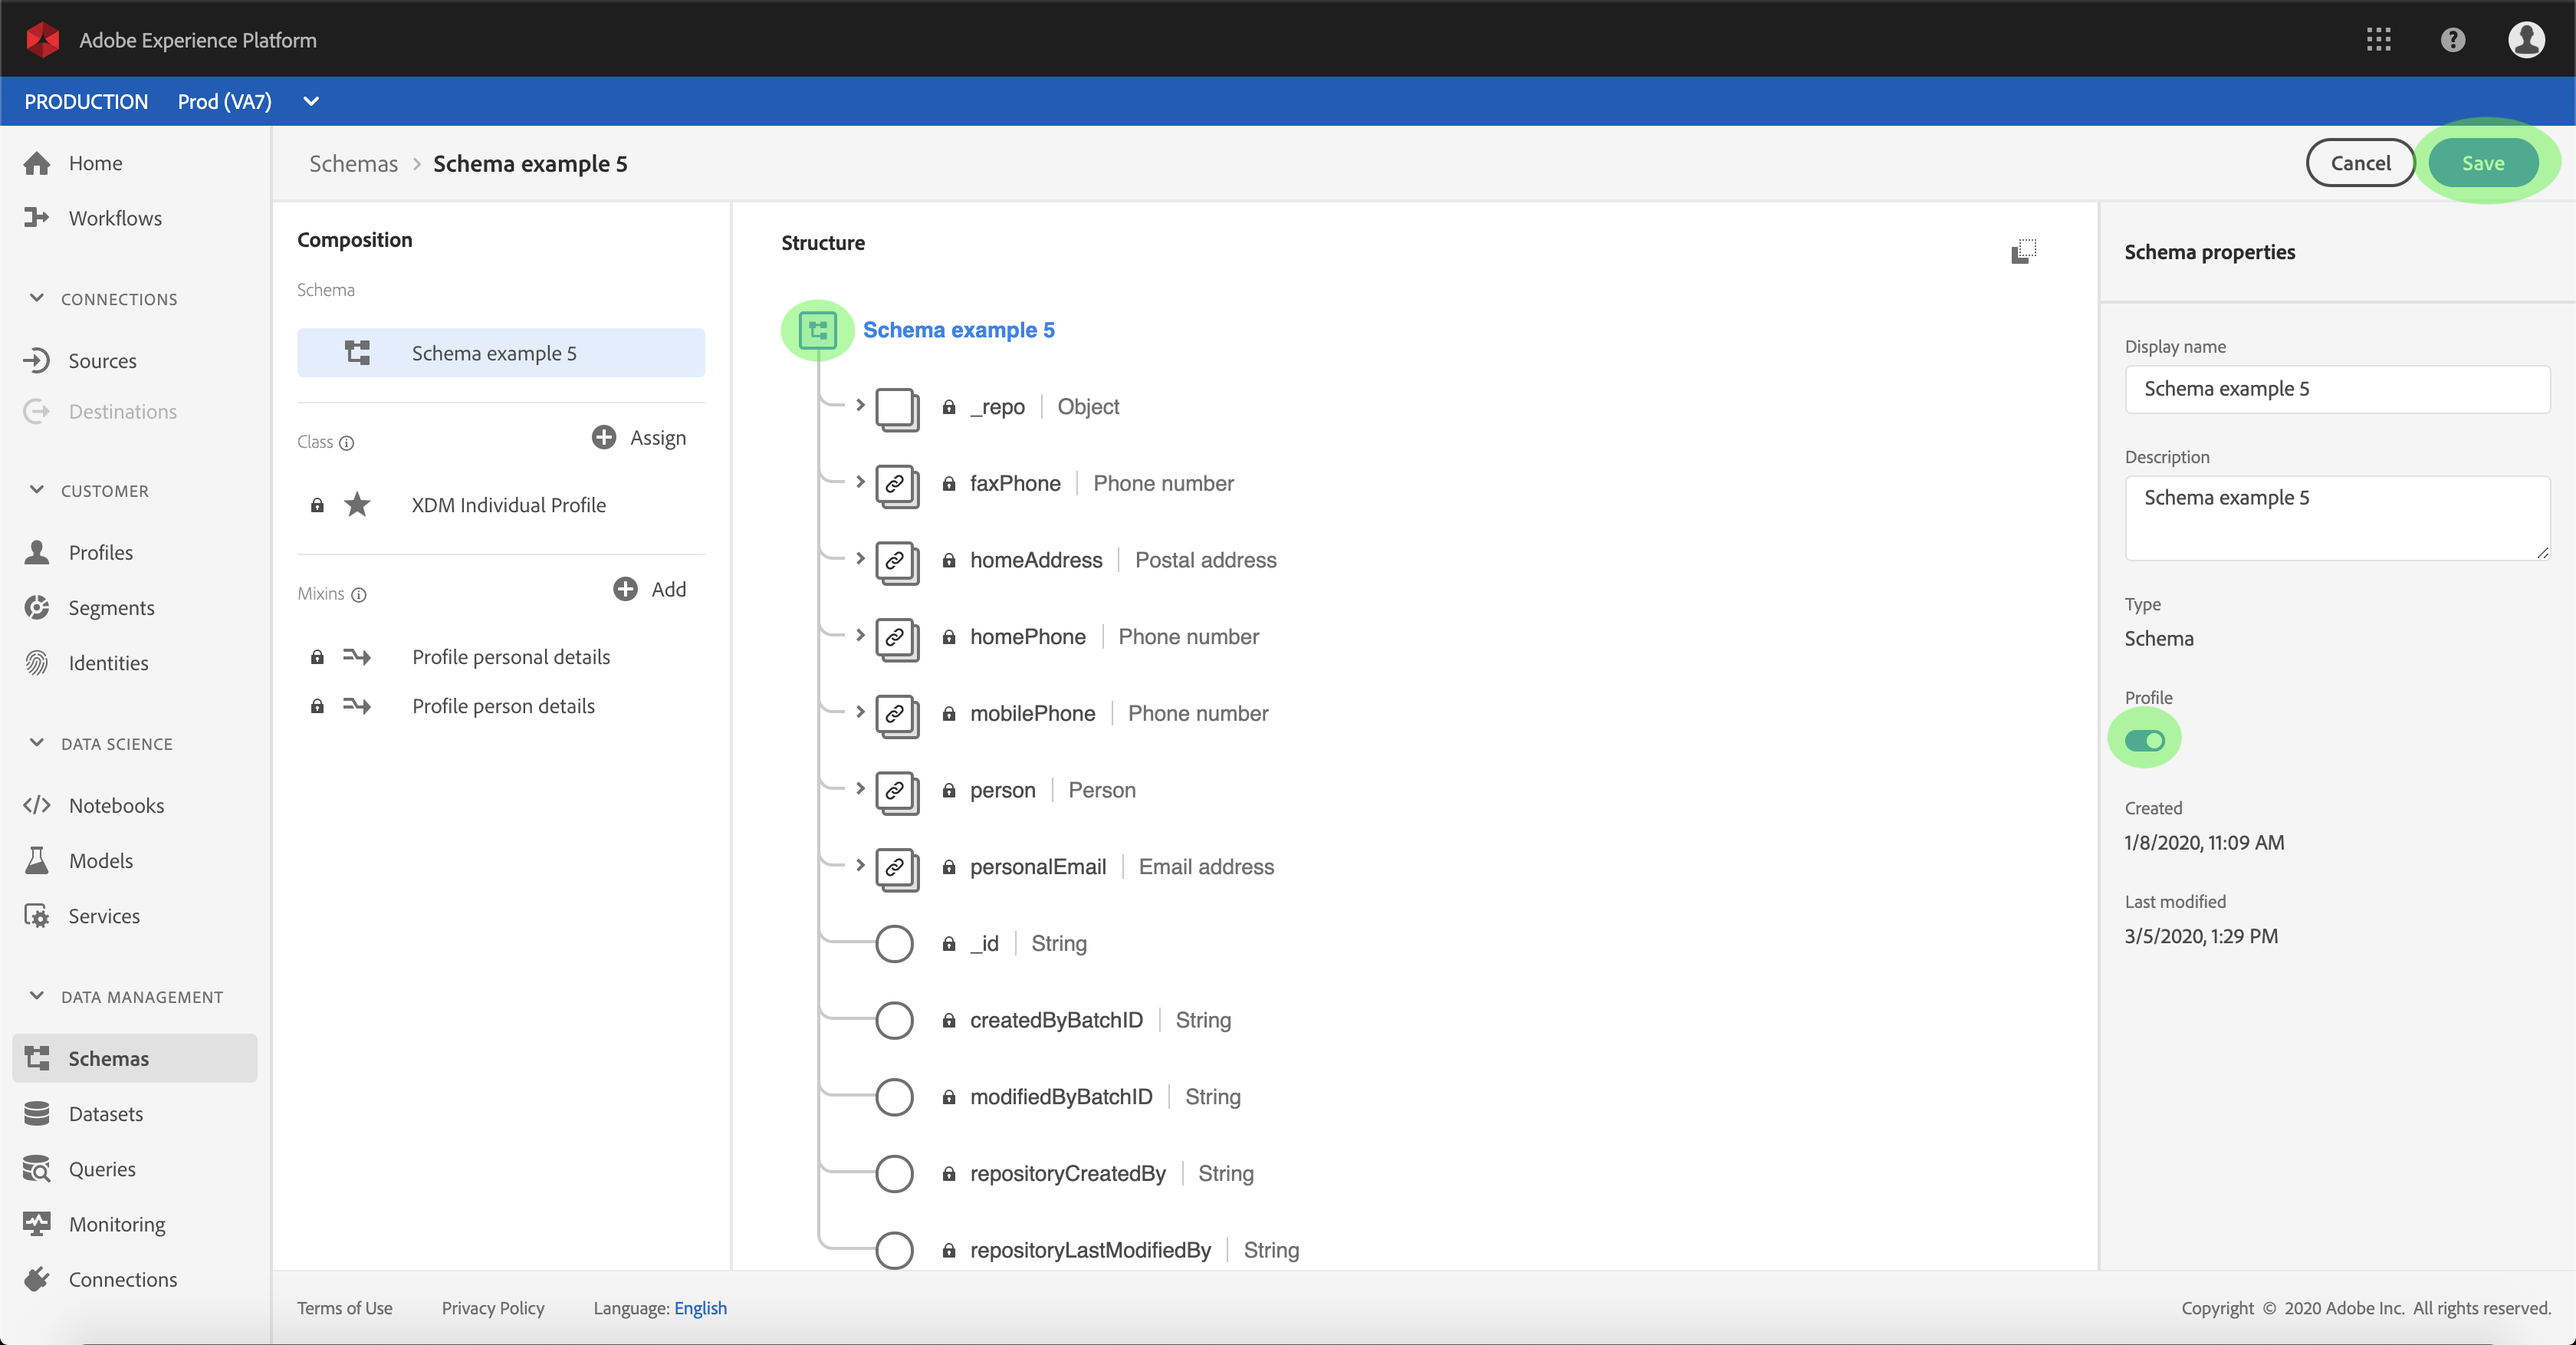 Adobe Experience Platform
PRODUCTION Prod (VA7)
Home
Workflows
CONNECTIONS
Sources
Destinations
CUSTOMER
Profiles
Segments
Identities
DATA SCIENCE
Notebooks
Models
Services
DATA MANAGEMENT
Schemas
Datasets
Queries
Monitoring
Connections
Schemas > Schema example 5
Cancel
Save
Composition
Schema
Schema example 5
Class
Assign
XDM Individual Profile
Mixins
Add
Profile personal details
Profile person details
Structure
Schema example 5
_repo | Object
faxPhone | Phone number
homeAddress | Postal address
homePhone | Phone number
mobilePhone | Phone number
person | Person
personalEmail | Email address
_id | String
createdByBatchID | String
modifiedByBatchID | String
repositoryCreatedBy | String
repositoryLastModifiedBy | String
Schema properties
Display name
Schema example 5
Description
Schema example 5
Type
Schema
Profile
Created
1/8/2020, 11:09 AM
Last modified
3/5/2020, 1:29 PM
Terms of Use Privacy Policy Language: English
Copyright © 2020 Adobe Inc. All rights reserved.